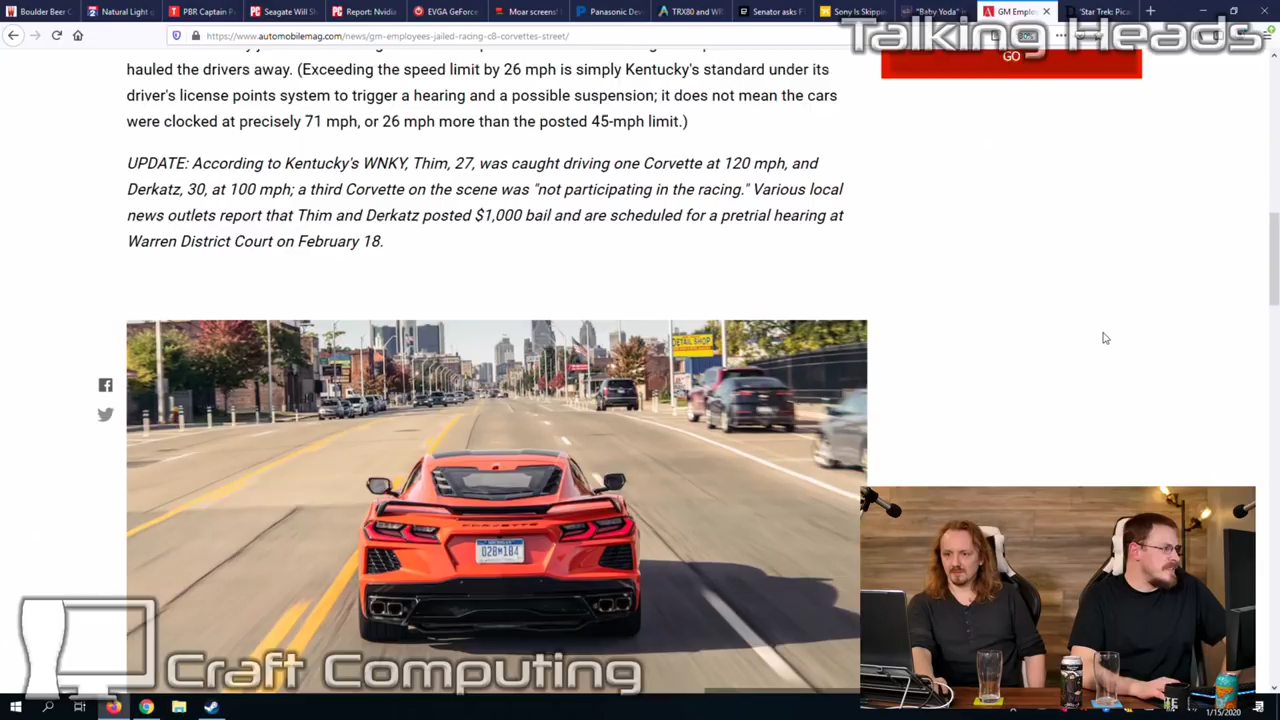 Boulder Beer C
Natural Light
PBR Captain Pa
Seagate Will S
Report: Nvidia
EVGA GeForce
Moar screens!
Panasonic Dev
TRX80 and WR
Senator asks F
Sony Is Skippin
"Baby Yoda"
GM Emplo
'Star Trek: Pica
https://www.automobilemag.com/news/gm-employees-jailed-racing-c8-corvettes-street/
Talking Heads
GO
hauled the drivers away. (Exceeding the speed limit by 26 mph is simply Kentucky's standard under its
driver's license points system to trigger a hearing and a possible suspension; it does not mean the cars
were clocked at precisely 71 mph, or 26 mph more than the posted 45-mph limit.)
UPDATE: According to Kentucky's WNKY, Thim, 27, was caught driving one Corvette at 120 mph, and
Derkatz, 30, at 100 mph; a third Corvette on the scene was "not participating in the racing." Various local
news outlets report that Thim and Derkatz posted $1,000 bail and are scheduled for a pretrial hearing at
Warren District Court on February 18.
DETAIL SHOP
CORVETTE
028M184
Craft Computing
1/15/2020